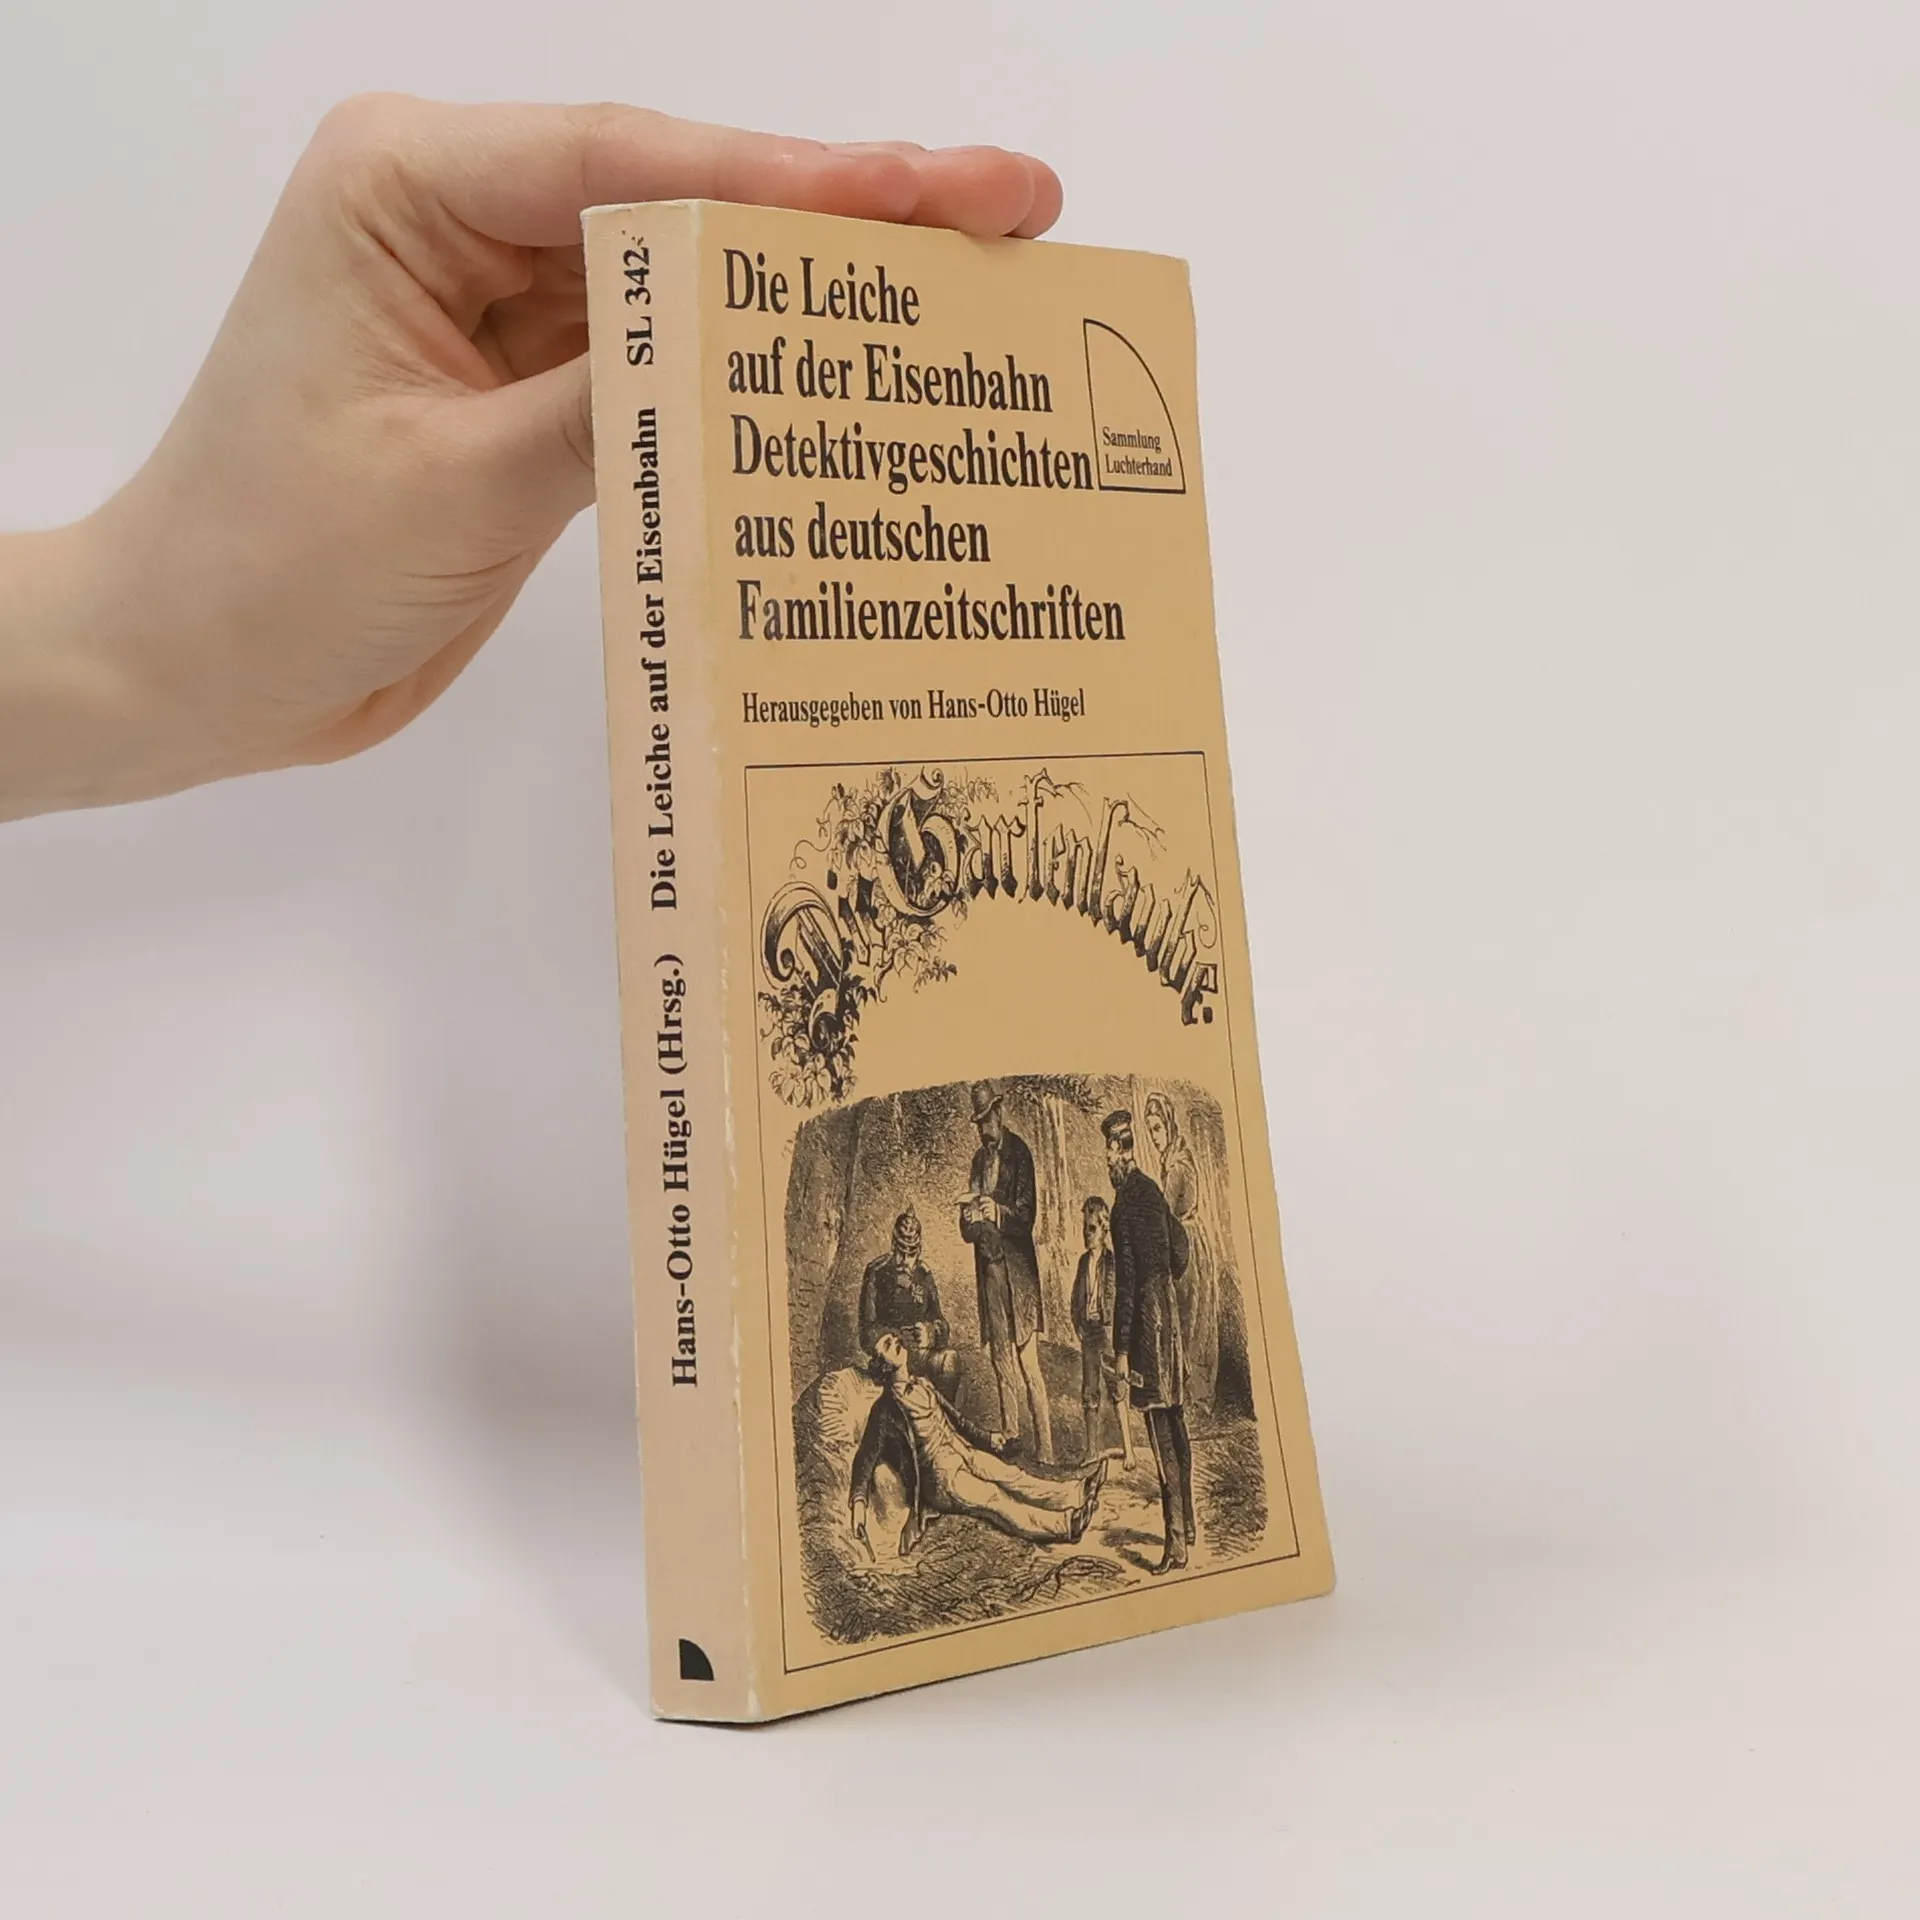 Hans-Otto Hügel (Hrsg.) Die Leiche auf der Eisenbahn SL 342
Die Leiche
auf der Eisenbahn
Detektivgeschichten
aus deutschen
Familienzeitschriften
Sammlung
Luchterhand
Herausgegeben von Hans-Otto Hügel
Die Gartenlaube.